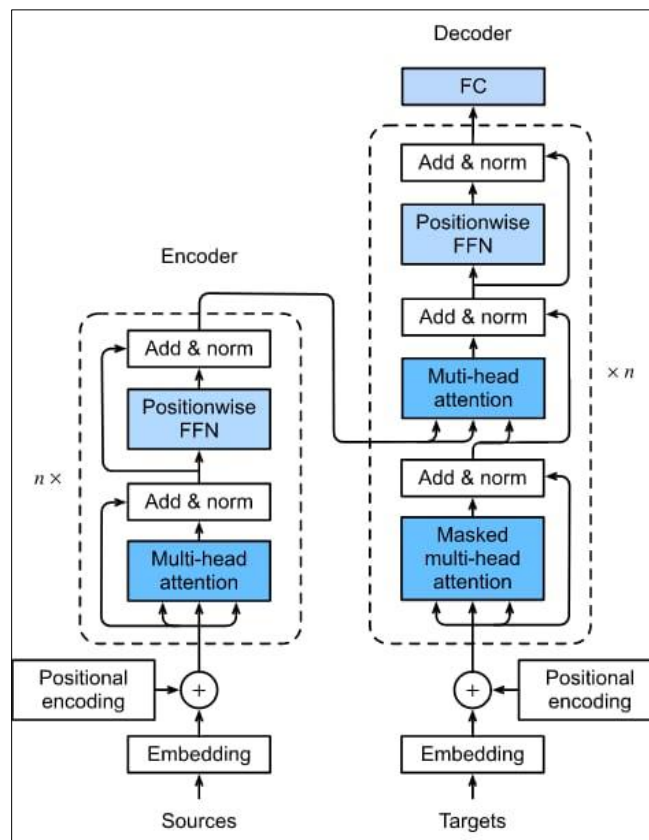 Decoder
FC
Add & norm
Positionwise
FFN
Encoder
Add & norm
Add & norm
Muti-head
attention
× n
Positionwise
FFN
n ×
Add & norm
Add & norm
Multi-head
attention
Masked
multi-head
attention
Positional
encoding
+
+
Positional
encoding
Embedding
Embedding
Sources
Targets